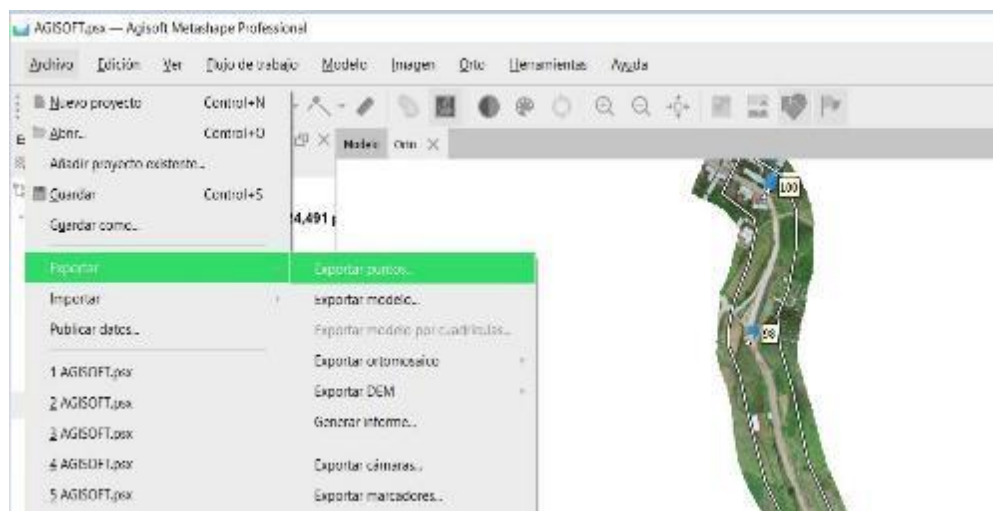 AGISOFT.psx — Agisoft Metashape Professional
Archivo Edición Ver Flujo de trabajo Modelo Imagen Orto Herramientas Ayuda
Nuevo proyecto Control+N
Abrir... Control+O
Añadir proyecto existente...
Guardar Control+S
Guardar como...
Exportar
Importar
Publicar datos...
1 AGISOFT.psx
2 AGISOFT.psx
3 AGISOFT.psx
4 AGISOFT.psx
5 AGISOFT.psx
Exportar puntos...
Exportar modelo...
Exportar modelo por cuadrículas...
Exportar ortomosaico
Exportar DEM
Generar informe...
Exportar cámaras...
Exportar marcadores...
Modelo Orto
4,491
100
98